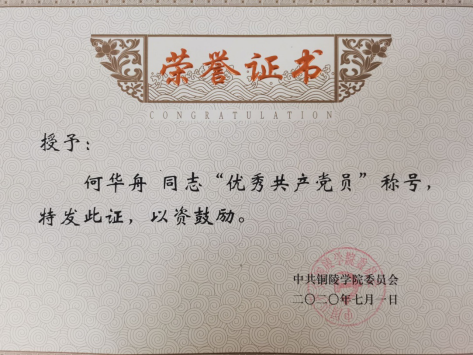 荣誉证书
CONGRATULATION
授予：
何华舟 同志“优秀共产党员”称号，
特发此证，以资鼓励。
中共铜陵学院委员会
二〇二〇年七月一日